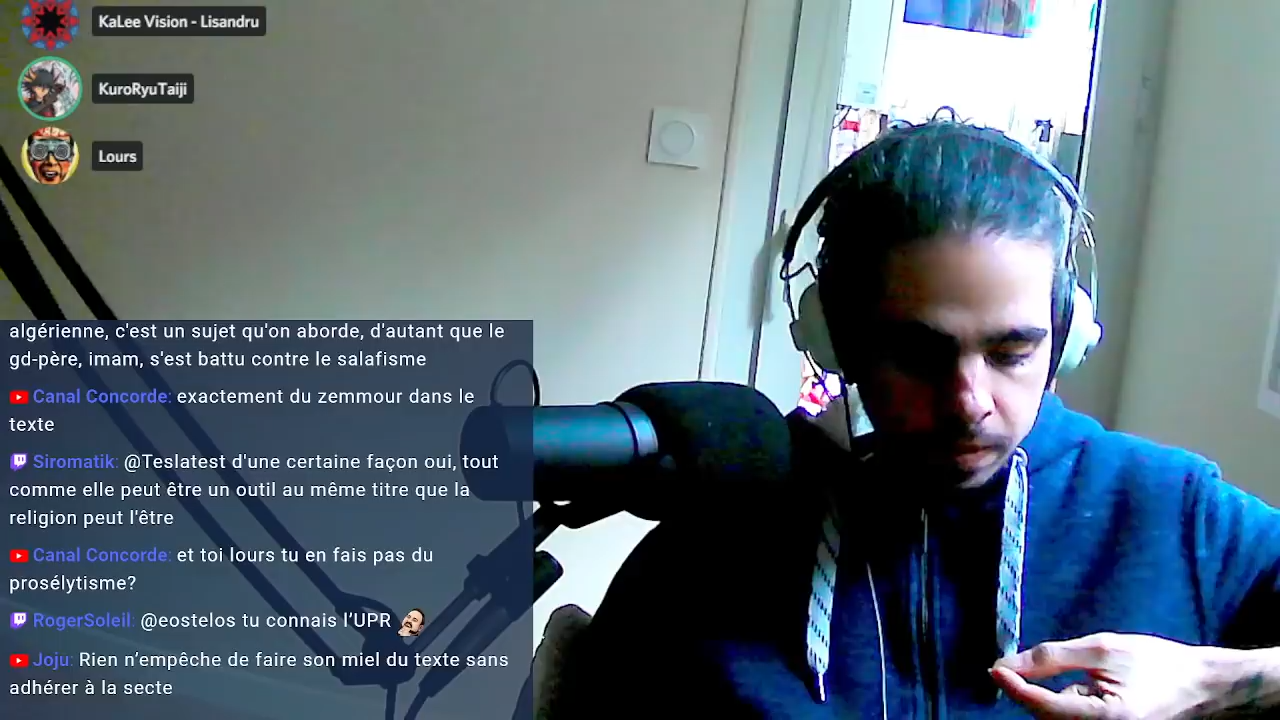 KaLee Vision - Lisandru
KuroRyuTaiji
Lours
algérienne, c'est un sujet qu'on aborde, d'autant que le
gd-père, imam, s'est battu contre le salafisme
Canal Concorde: exactement du zemmour dans le
texte
Siromatik: @Teslatest d'une certaine façon oui, tout
comme elle peut être un outil au même titre que la
religion peut l'être
Canal Concorde: et toi lours tu en fais pas du
prosélytisme?
RogerSoleil: @eostelos tu connais l’UPR
Joju: Rien n’empêche de faire son miel du texte sans
adhérer à la secte